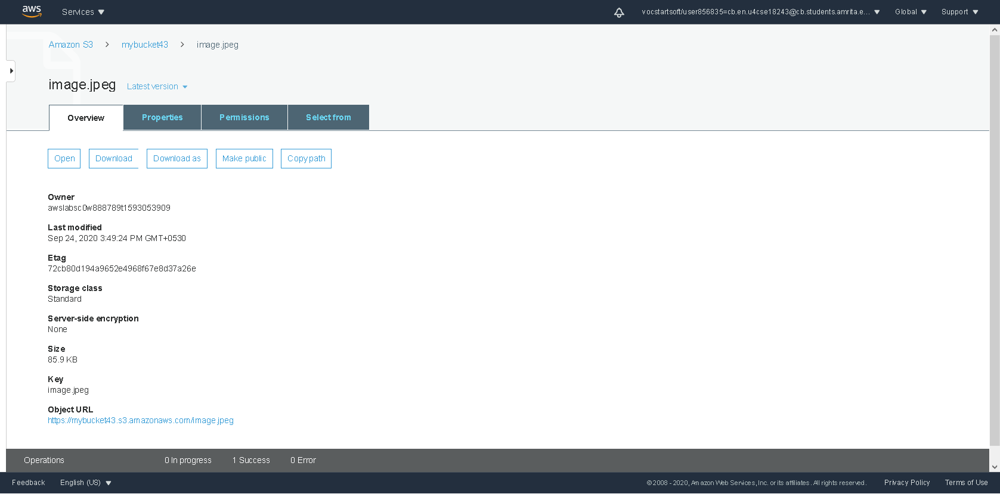 aws Services vocstartsoft/user856835=cb.en.u4cse18243@cb.students.amrita.e... Global Support
Amazon S3 > mybucket43 > image.jpeg
image.jpeg Latest version
Overview Properties Permissions Select from
Open Download Download as Make public Copy path
Owner
awslabsc0w888789t1593053909
Last modified
Sep 24, 2020 3:49:24 PM GMT+0530
Etag
72cb80d194a9652e4968f67e8d37a26e
Storage class
Standard
Server-side encryption
None
Size
85.9 KB
Key
image.jpeg
Object URL
https://mybucket43.s3.amazonaws.com/image.jpeg
Operations 0 In progress 1 Success 0 Error
Feedback English (US) © 2008 - 2020, Amazon Web Services, Inc. or its affiliates. All rights reserved. Privacy Policy Terms of Use